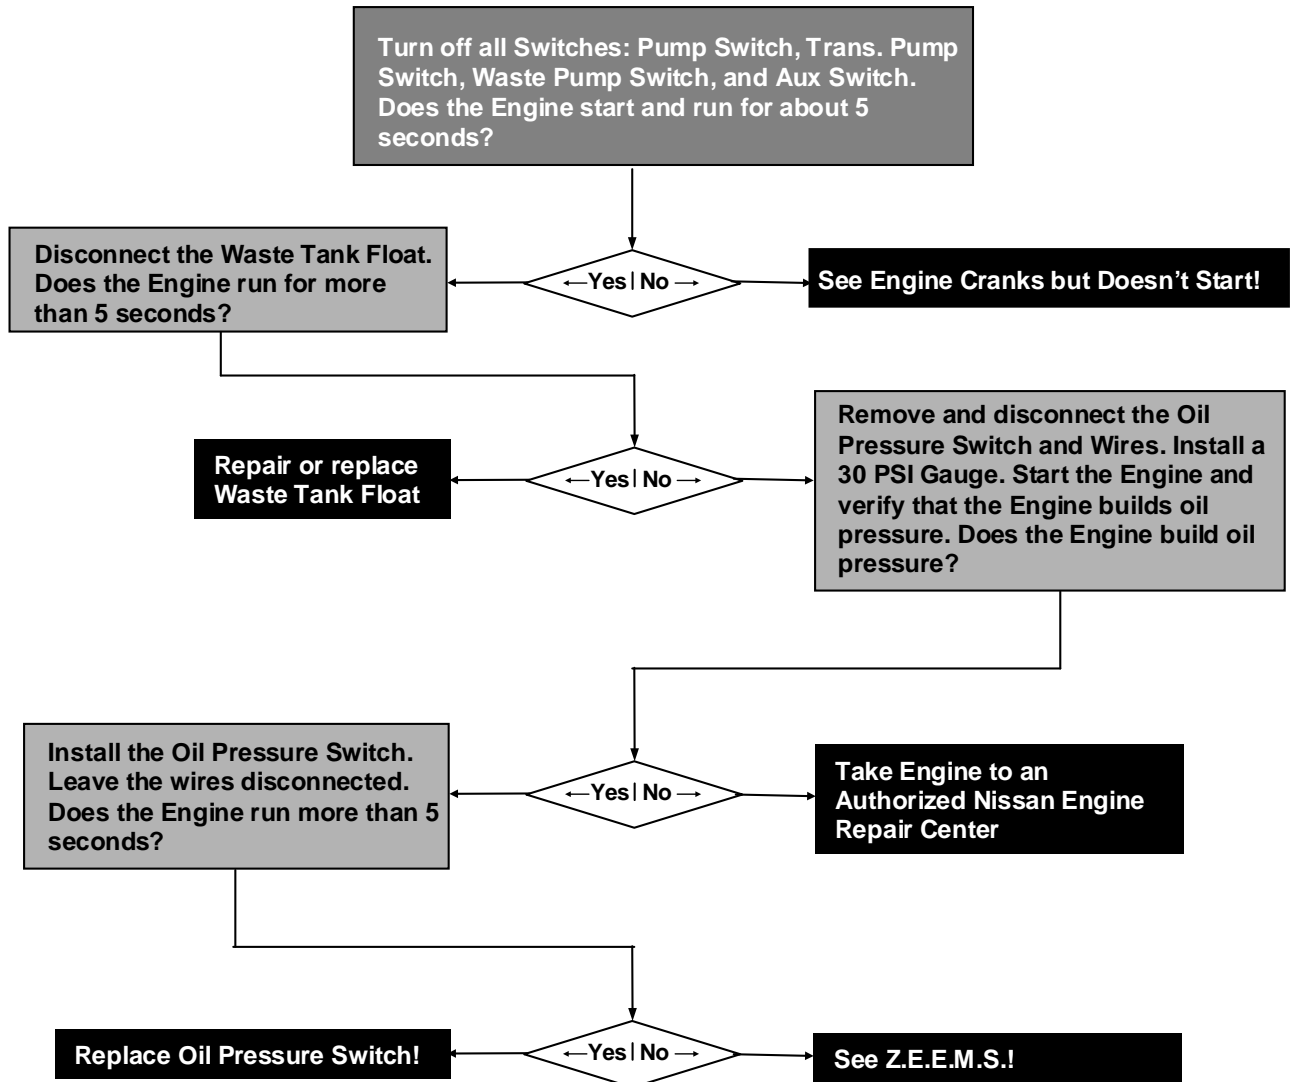 Turn off all Switches: Pump Switch, Trans. Pump
Switch, Waste Pump Switch, and Aux Switch.
Does the Engine start and run for about 5
seconds?
Disconnect the Waste Tank Float.
Does the Engine run for more
than 5 seconds?
←Yes | No →
See Engine Cranks but Doesn't Start!
Repair or replace
Waste Tank Float
←Yes | No →
Remove and disconnect the Oil
Pressure Switch and Wires. Install a
30 PSI Gauge. Start the Engine and
verify that the Engine builds oil
pressure. Does the Engine build oil
pressure?
Install the Oil Pressure Switch.
Leave the wires disconnected.
Does the Engine run more than 5
seconds?
←Yes | No →
Take Engine to an
Authorized Nissan Engine
Repair Center
Replace Oil Pressure Switch!
←Yes | No →
See Z.E.E.M.S.!